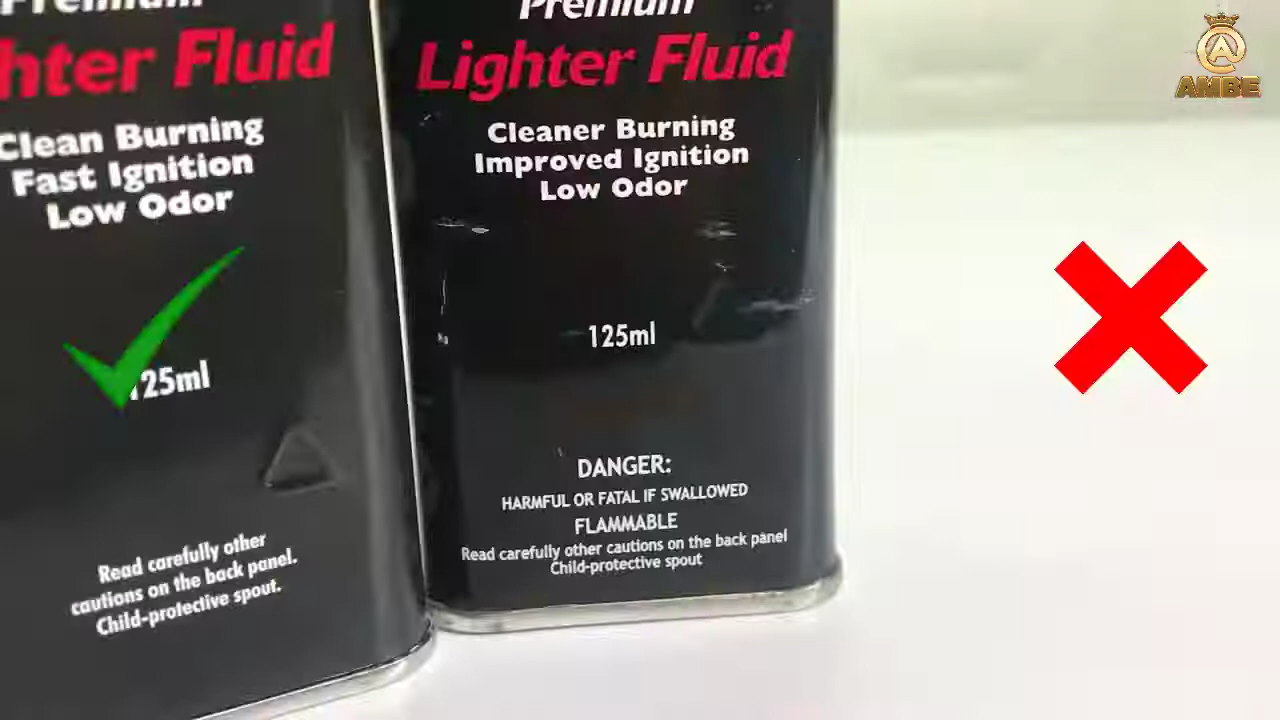 Premium
hter Fluid
Clean Burning
Fast Ignition
Low Odor
125ml
Read carefully other
cautions on the back panel.
Child-protective spout.
Premium
Lighter Fluid
Cleaner Burning
Improved Ignition
Low Odor
125ml
DANGER:
HARMFUL OR FATAL IF SWALLOWED
FLAMMABLE
Read carefully other cautions on the back panel
Child-protective spout
AMBE